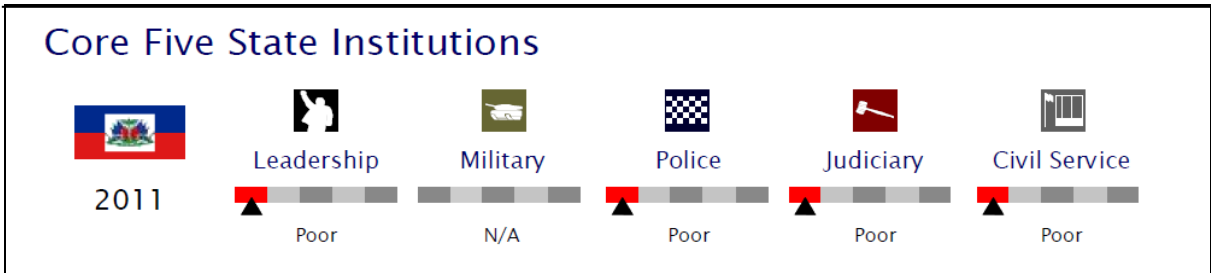 Core Five State Institutions
Leadership Military Police Judiciary Civil Service
2011
Poor N/A Poor Poor Poor